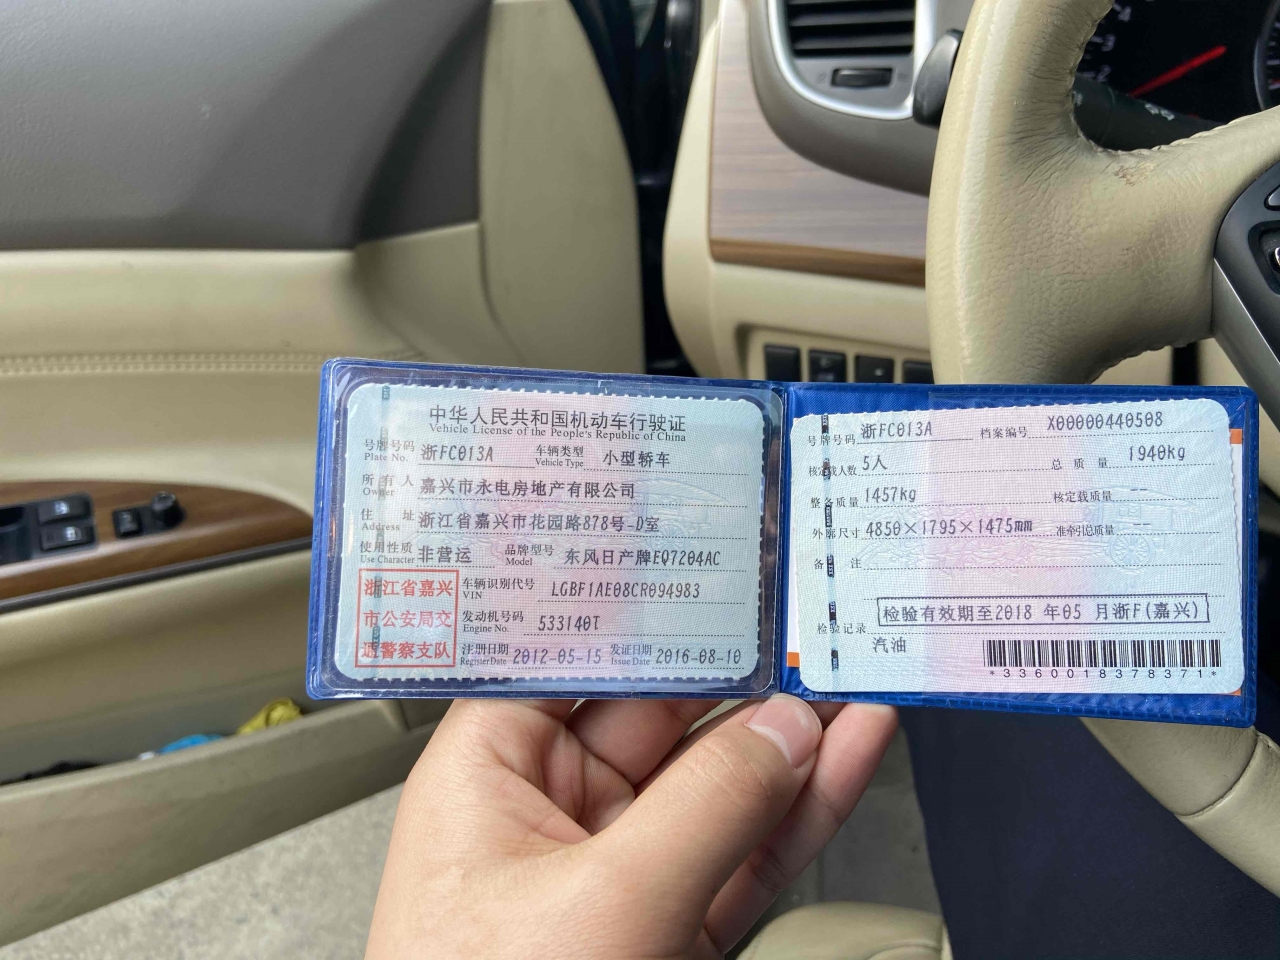 中华人民共和国机动车行驶证
Vehicle License of the People's Republic of China
号牌号码 浙FC013A 车辆类型 小型轿车
Plate No. Vehicle Type
所有人 嘉兴市永电房地产有限公司
Owner
住址 浙江省嘉兴市花园路878号-D室
Address
使用性质 非营运 品牌型号 东风日产牌EQ7204AC
Use Character Model
浙江省嘉兴
市公安局交
通警察支队
车辆识别代号 LGBF1AE08CR094983
VIN
发动机号码 533140T
Engine No.
注册日期 2012-05-15 发证日期 2016-08-10
Register Date Issue Date
号牌号码 浙FC013A 档案编号 X00000440508
核定载人数 5人 总质量 1940kg
整备质量 1457kg 核定载质量 --
外廓尺寸 4850×1795×1475mm 准牵引总质量 --
备注
检验有效期至2018 年05 月浙F(嘉兴)
检验记录
汽油
*3360018378371*